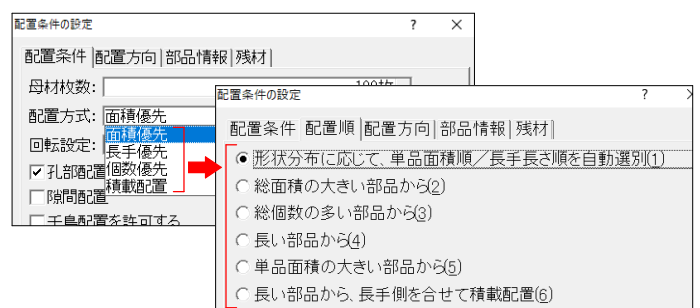 配置条件の設定 ? ×
配置条件 配置方向 部品情報 残材
母材枚数: 100枚
配置方式: 面積優先
面積優先
長手優先
個数優先
積載配置
回転設定:
孔部配置
隙間配置
千鳥配置を許可する
配置条件の設定 ? ×
配置条件 配置順 配置方向 部品情報 残材
形状分布に応じて、単品面積順/長手長さ順を自動選別(1)
総面積の大きい部品から(2)
総個数の多い部品から(3)
長い部品から(4)
単品面積の大きい部品から(5)
長い部品から、長手側を合せて積載配置(6)